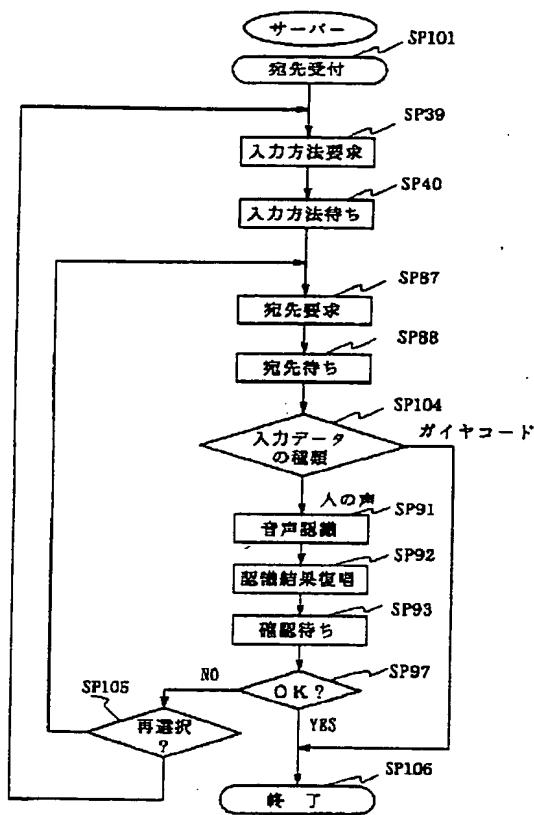 サーバー
SP101
宛先受付
SP39
入力方法要求
SP40
入力方法待ち
SP87
宛先要求
SP88
宛先待ち
SP104
ガイヤコード
入力データ
の種類
人の声
SP91
音声認識
SP92
認識結果復唱
SP93
確認待ち
SP97
NO
OK?
SP105
再選択
?
YES
SP106
終 了